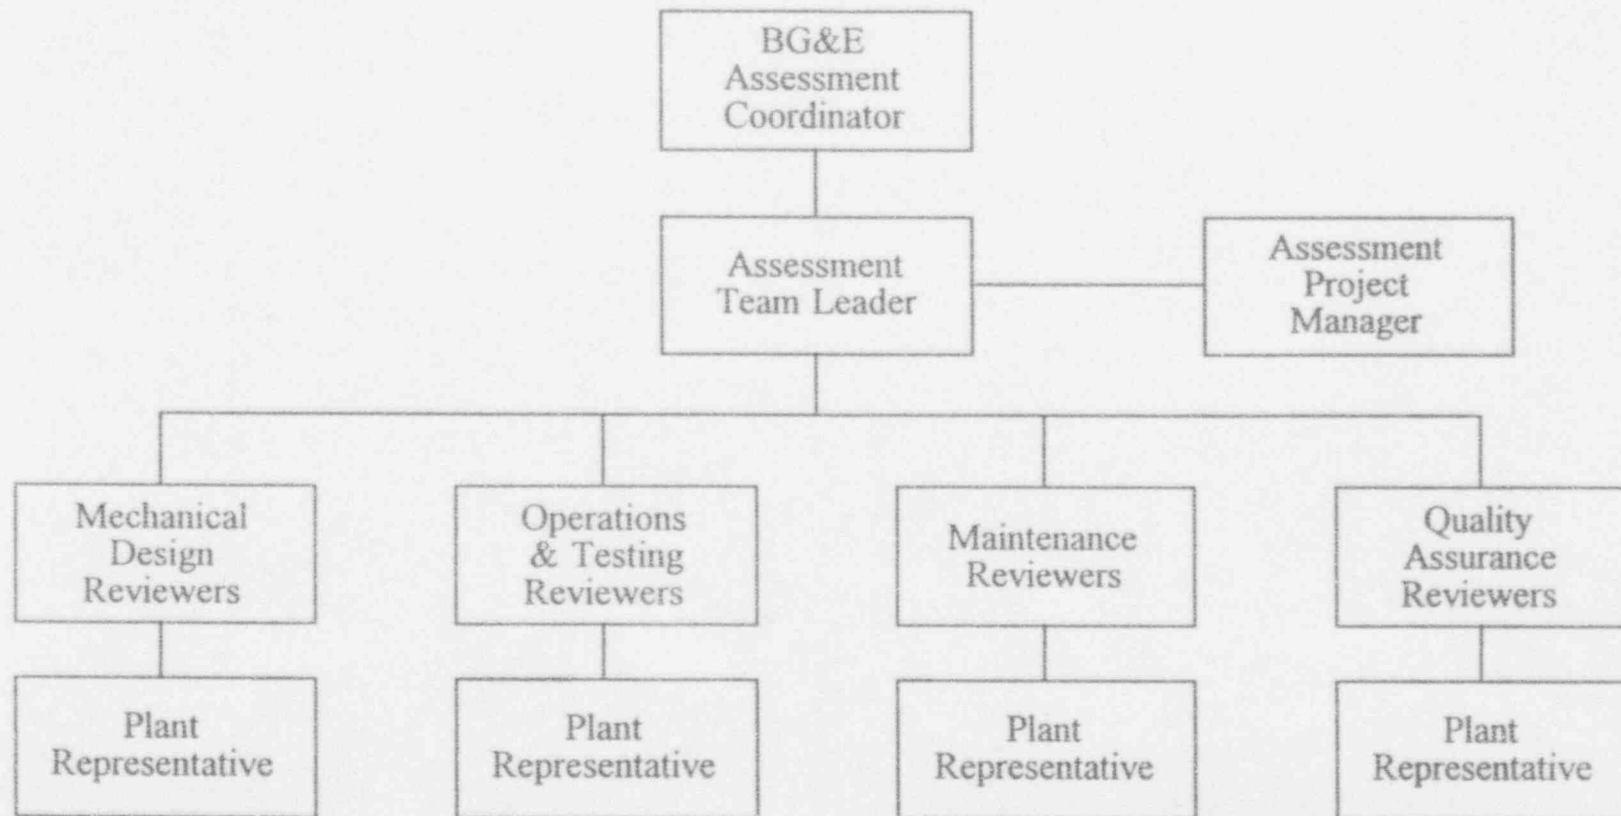 BG&E
Assessment
Coordinator
Assessment
Team Leader
Assessment
Project
Manager
Mechanical
Design
Reviewers
Operations
& Testing
Reviewers
Maintenance
Reviewers
Quality
Assurance
Reviewers
Plant
Representative
Plant
Representative
Plant
Representative
Plant
Representative